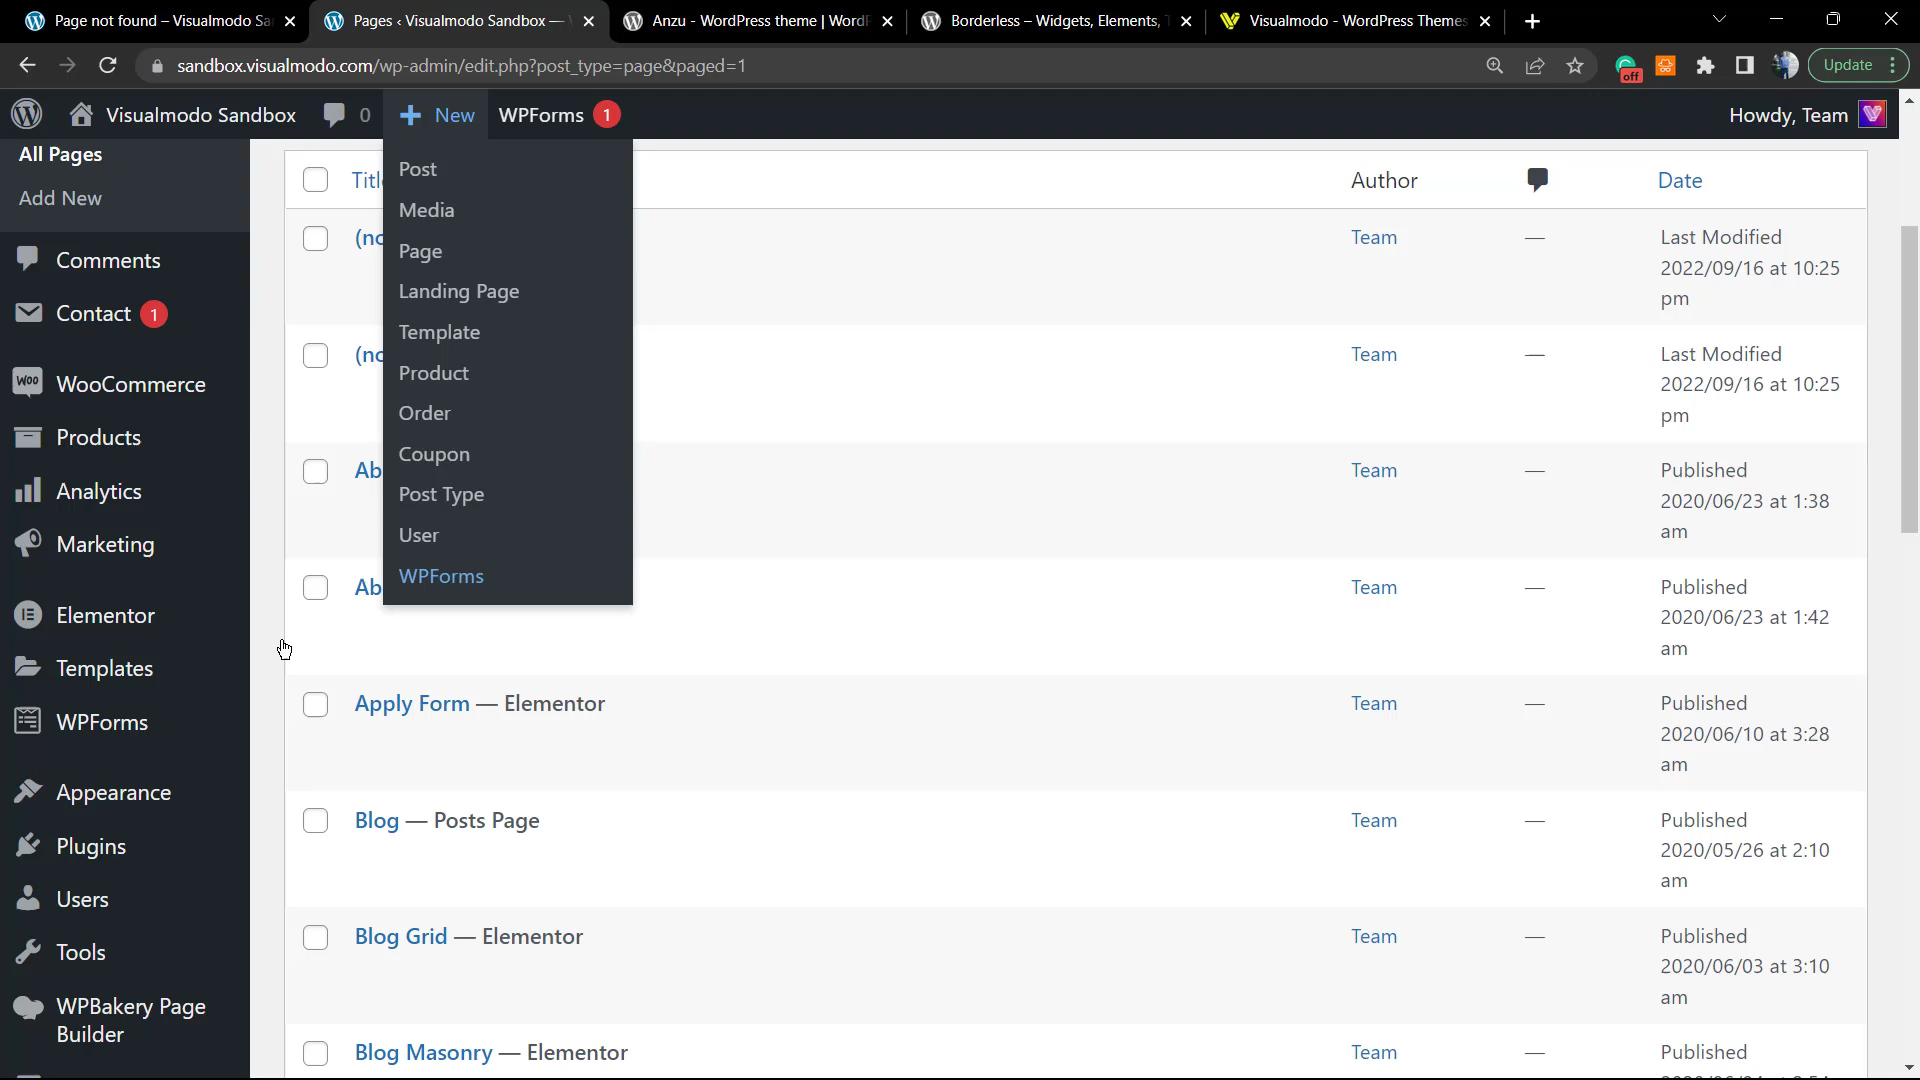 Page not found – Visualmodo Sa
Pages ‹ Visualmodo Sandbox —
Anzu - WordPress theme | Word
Borderless – Widgets, Elements,
Visualmodo - WordPress Themes
sandbox.visualmodo.com/wp-admin/edit.php?post_type=page&paged=1
off
Update
Visualmodo Sandbox
0
New
WPForms 1
Howdy, Team
All Pages
Add New
Comments
Contact 1
Woo WooCommerce
Products
Analytics
Marketing
Elementor
Templates
WPForms
Appearance
Plugins
Users
Tools
WPBakery Page
Builder
Post
Media
Page
Landing Page
Template
Product
Order
Coupon
Post Type
User
WPForms
Title Author Date
(no Team — Last Modified
2022/09/16 at 10:25
pm
(no Team — Last Modified
2022/09/16 at 10:25
pm
Ab Team — Published
2020/06/23 at 1:38
am
Ab Team — Published
2020/06/23 at 1:42
am
Apply Form — Elementor Team — Published
2020/06/10 at 3:28
am
Blog — Posts Page Team — Published
2020/05/26 at 2:10
am
Blog Grid — Elementor Team — Published
2020/06/03 at 3:10
am
Blog Masonry — Elementor Team — Published